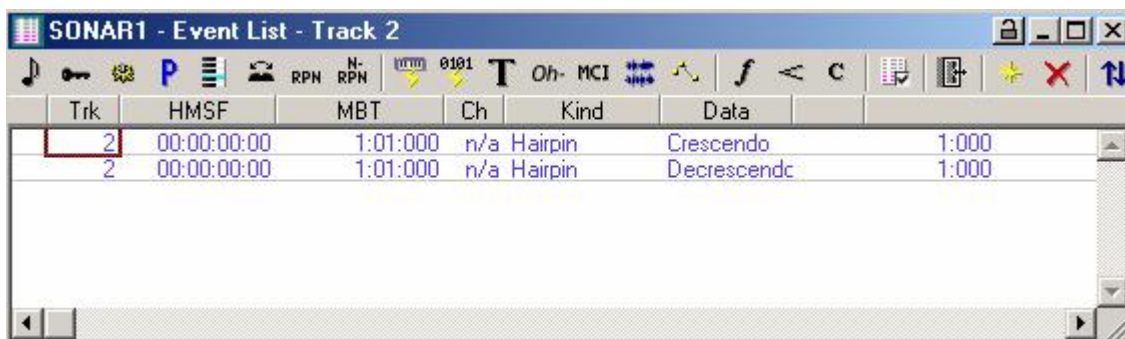 SONAR1 - Event List - Track 2
P RPN N-RPN 0101 T Oh- MCI f < C
Trk HMSF MBT Ch Kind Data
2 00:00:00:00 1:01:000 n/a Hairpin Crescendo 1:000
2 00:00:00:00 1:01:000 n/a Hairpin Decrescendo 1:000